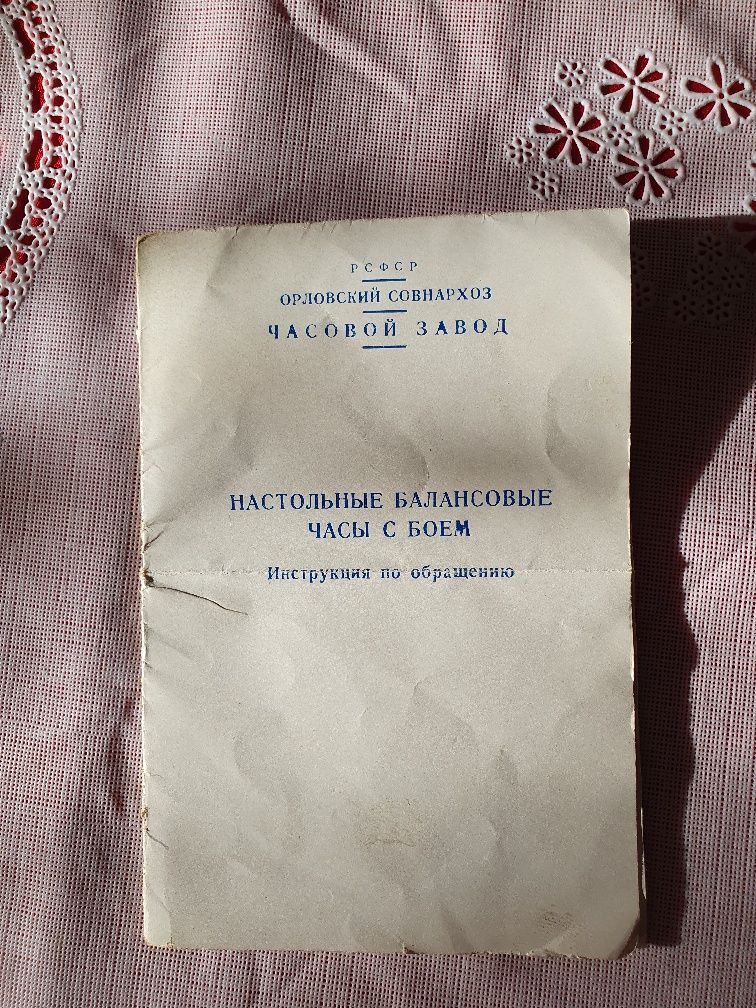 РСФСР
ОРЛОВСКИЙ СОВНАРХОЗ
ЧАСОВОЙ ЗАВОД
НАСТОЛЬНЫЕ БАЛАНСОВЫЕ
ЧАСЫ С БОЕМ
Инструкция по обращению